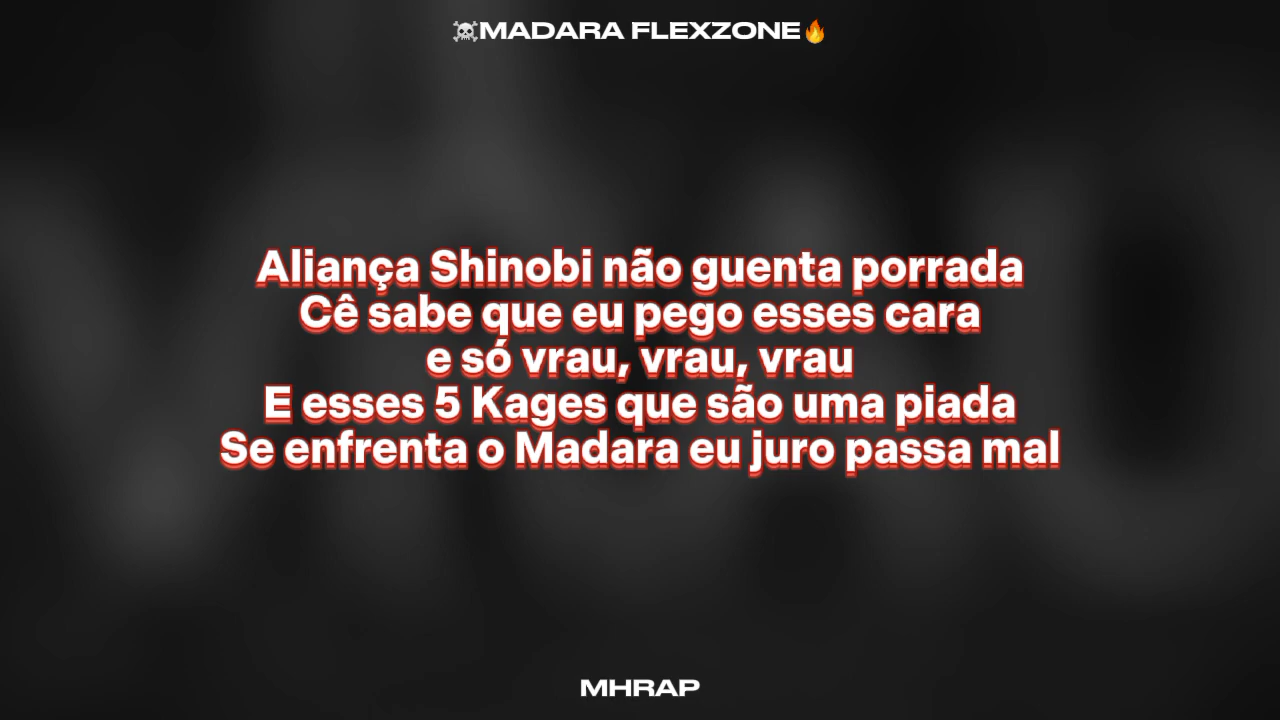 ☠️MADARA FLEXZONE🔥
Aliança Shinobi não guenta porrada
Cê sabe que eu pego esses cara
e só vrau, vrau, vrau
E esses 5 Kages que são uma piada
Se enfrenta o Madara eu juro passa mal
MHRAP